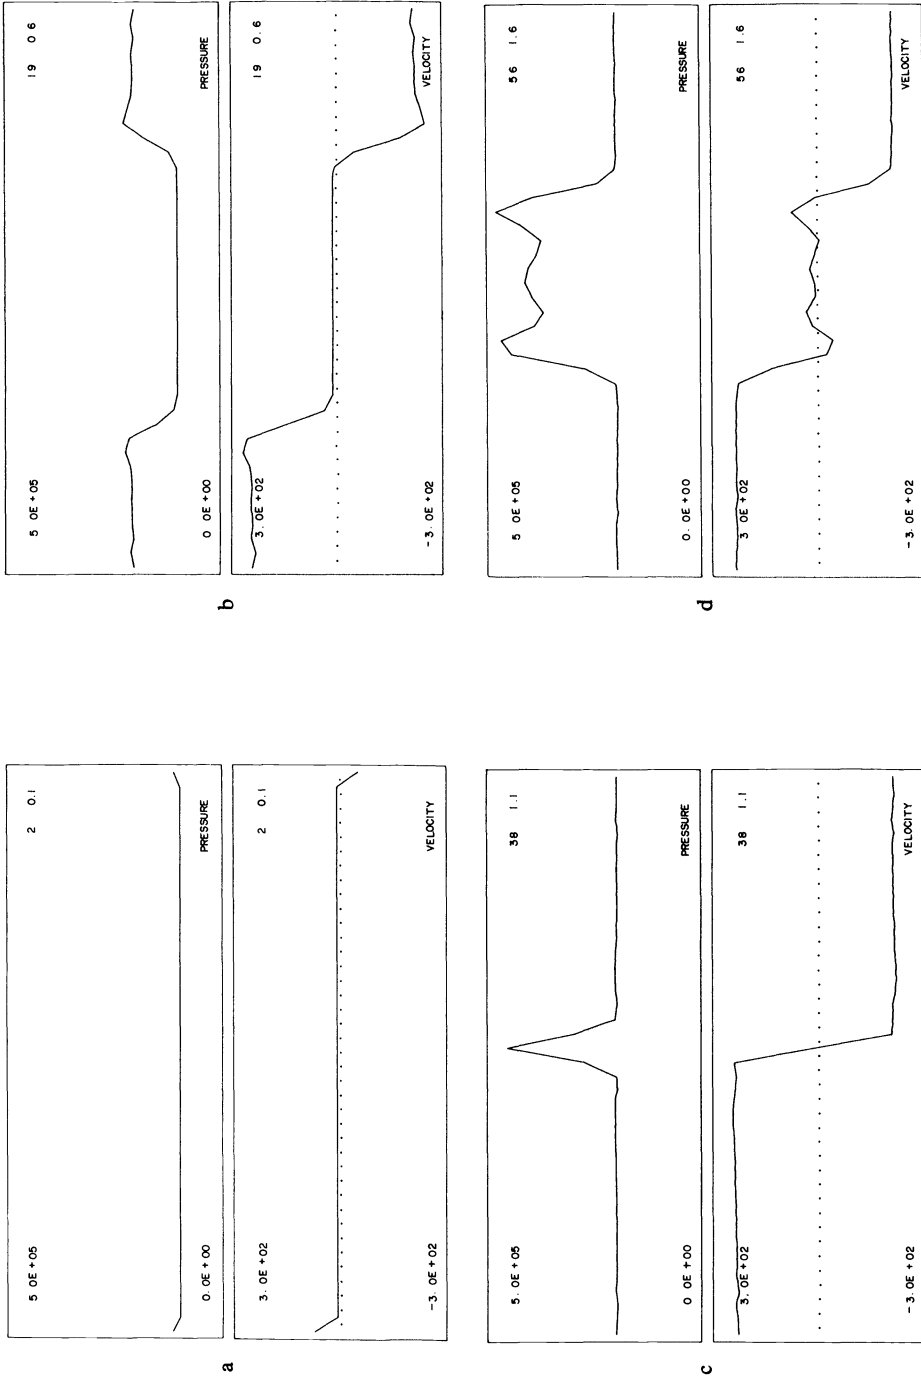 a
5 0E + 05
2 0.1
0. 0E + 00
PRESSURE
3. 0E + 02
2 0.1
−3. 0E + 02
VELOCITY
b
5 0E + 05
19 0 6
0 0E + 00
PRESSURE
3. 0E + 02
19 0. 6
−3. 0E + 02
VELOCITY
c
5. 0E + 05
38 1. 1
0 0E + 00
PRESSURE
3. 0E + 02
38 1. 1
−3. 0E + 02
VELOCITY
d
5 0E + 05
56 1. 6
0. 0E + 00
PRESSURE
3 0E + 02
56 1. 6
−3. 0E + 02
VELOCITY